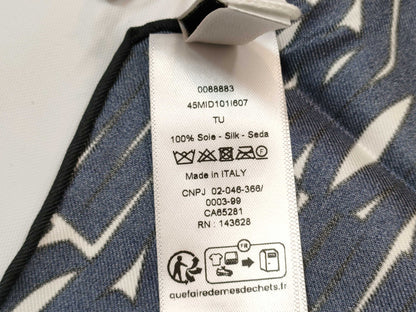 0088883
45MID101I607
TU
100% Soie - Silk - Seda
Made in ITALY
CNPJ 02-046-366/
0003-99
CA65281
RN : 143628
FR
quefairedemesdechets.fr